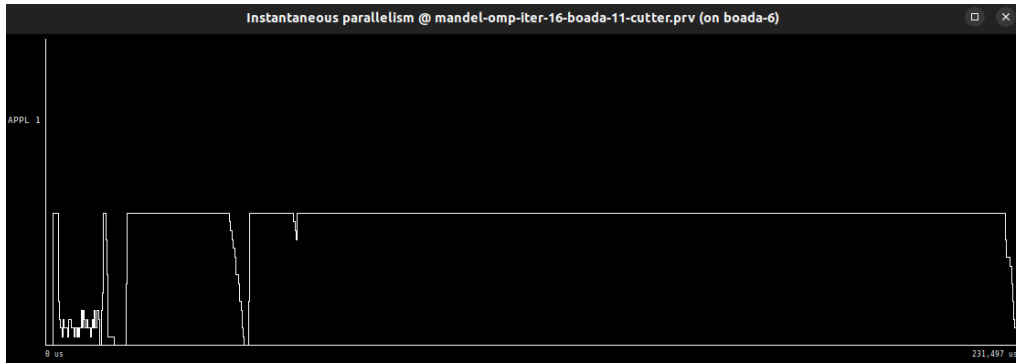 Instantaneous parallelism @ mandel-omp-iter-16-boada-11-cutter.prv (on boada-6)
APPL 1
0 us
231,497 us